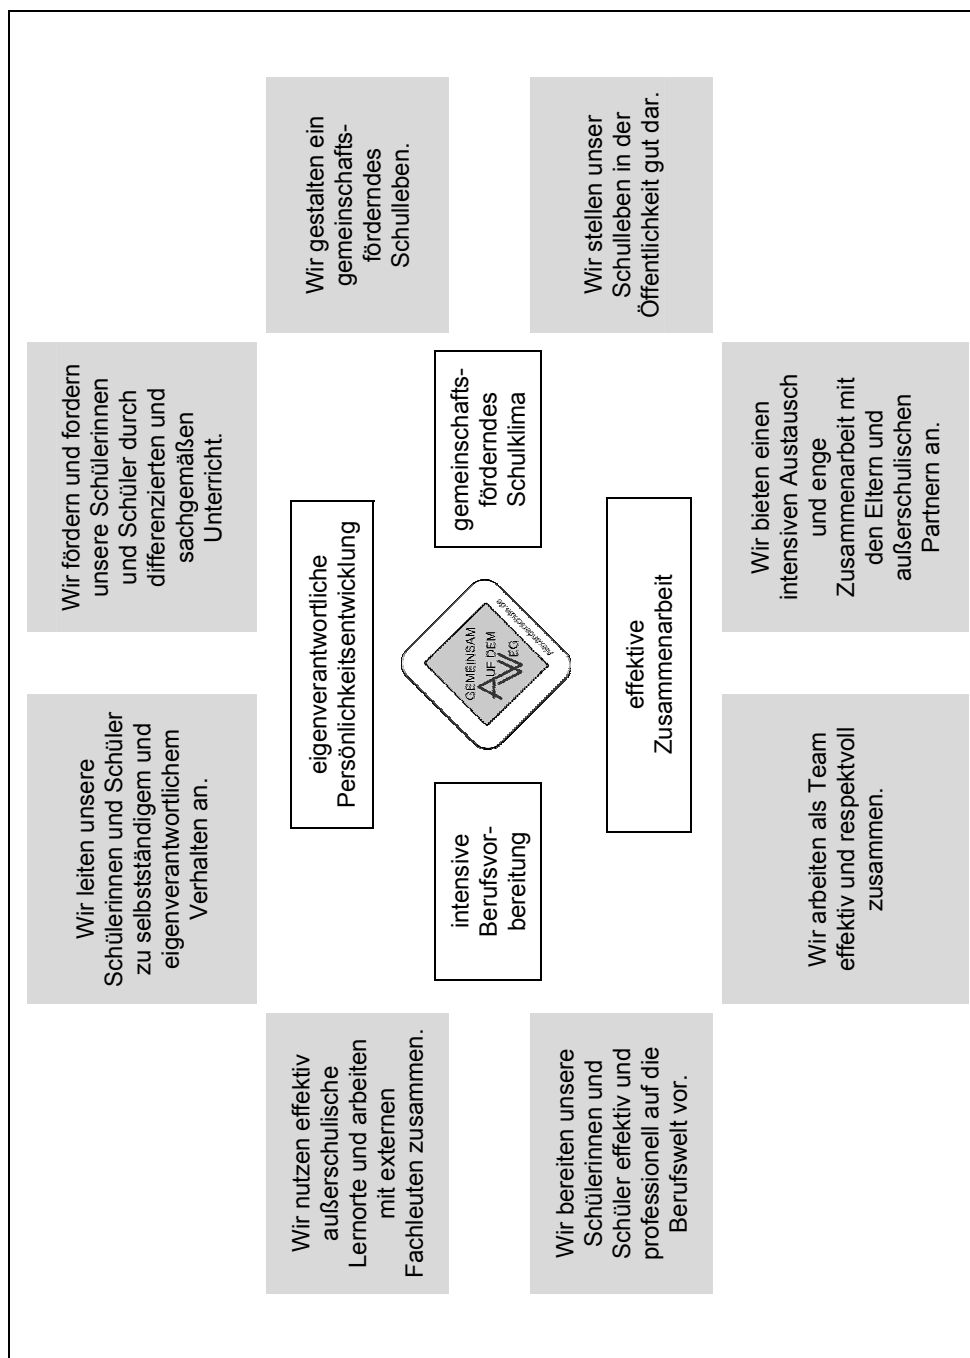 Wir leiten unsere
Schülerinnen und Schüler
zu selbstständigem und
eigenverantwortlichem
Verhalten an.
Wir fördern und fordern
unsere Schülerinnen
und Schüler durch
differenzierten und
sachgemäßen
Unterricht.
Wir nutzen effektiv
außerschulische
Lernorte und arbeiten
mit externen
Fachleuten zusammen.
eigenverantwortliche
Persönlichkeitsentwicklung
Wir gestalten ein
gemeinschafts-
förderndes
Schulleben.
intensive
Berufsvor-
bereitung
GEMEINSAM
AUF DEM
WEG
Alexanderschule.de
gemeinschafts-
förderndes
Schulklima
Wir bereiten unsere
Schülerinnen und
Schüler effektiv und
professionell auf die
Berufswelt vor.
effektive
Zusammenarbeit
Wir stellen unser
Schulleben in der
Öffentlichkeit gut dar.
Wir arbeiten als Team
effektiv und respektvoll
zusammen.
Wir bieten einen
intensiven Austausch
und enge
Zusammenarbeit mit
den Eltern und
außerschulischen
Partnern an.